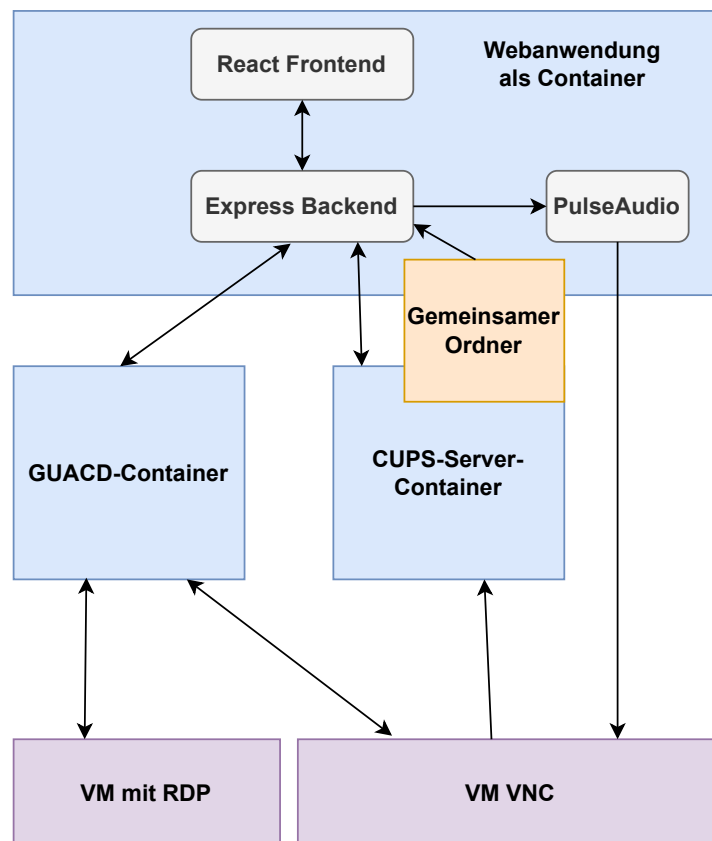 React Frontend
Webanwendung
als Container
Express Backend
PulseAudio
Gemeinsamer
Ordner
GUACD-Container
CUPS-Server-
Container
VM mit RDP
VM VNC